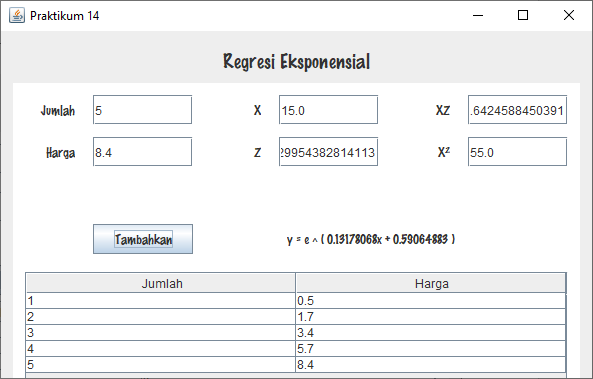 Praktikum 14
Regresi Eksponensial
Jumlah 5 X 15.0 XZ .6424588450391
Harga 8.4 Z 29954382814113 X² 55.0
Tambahkan y = e ^ ( 0.13178068x + 0.59064883 )
Jumlah Harga
1 0.5
2 1.7
3 3.4
4 5.7
5 8.4